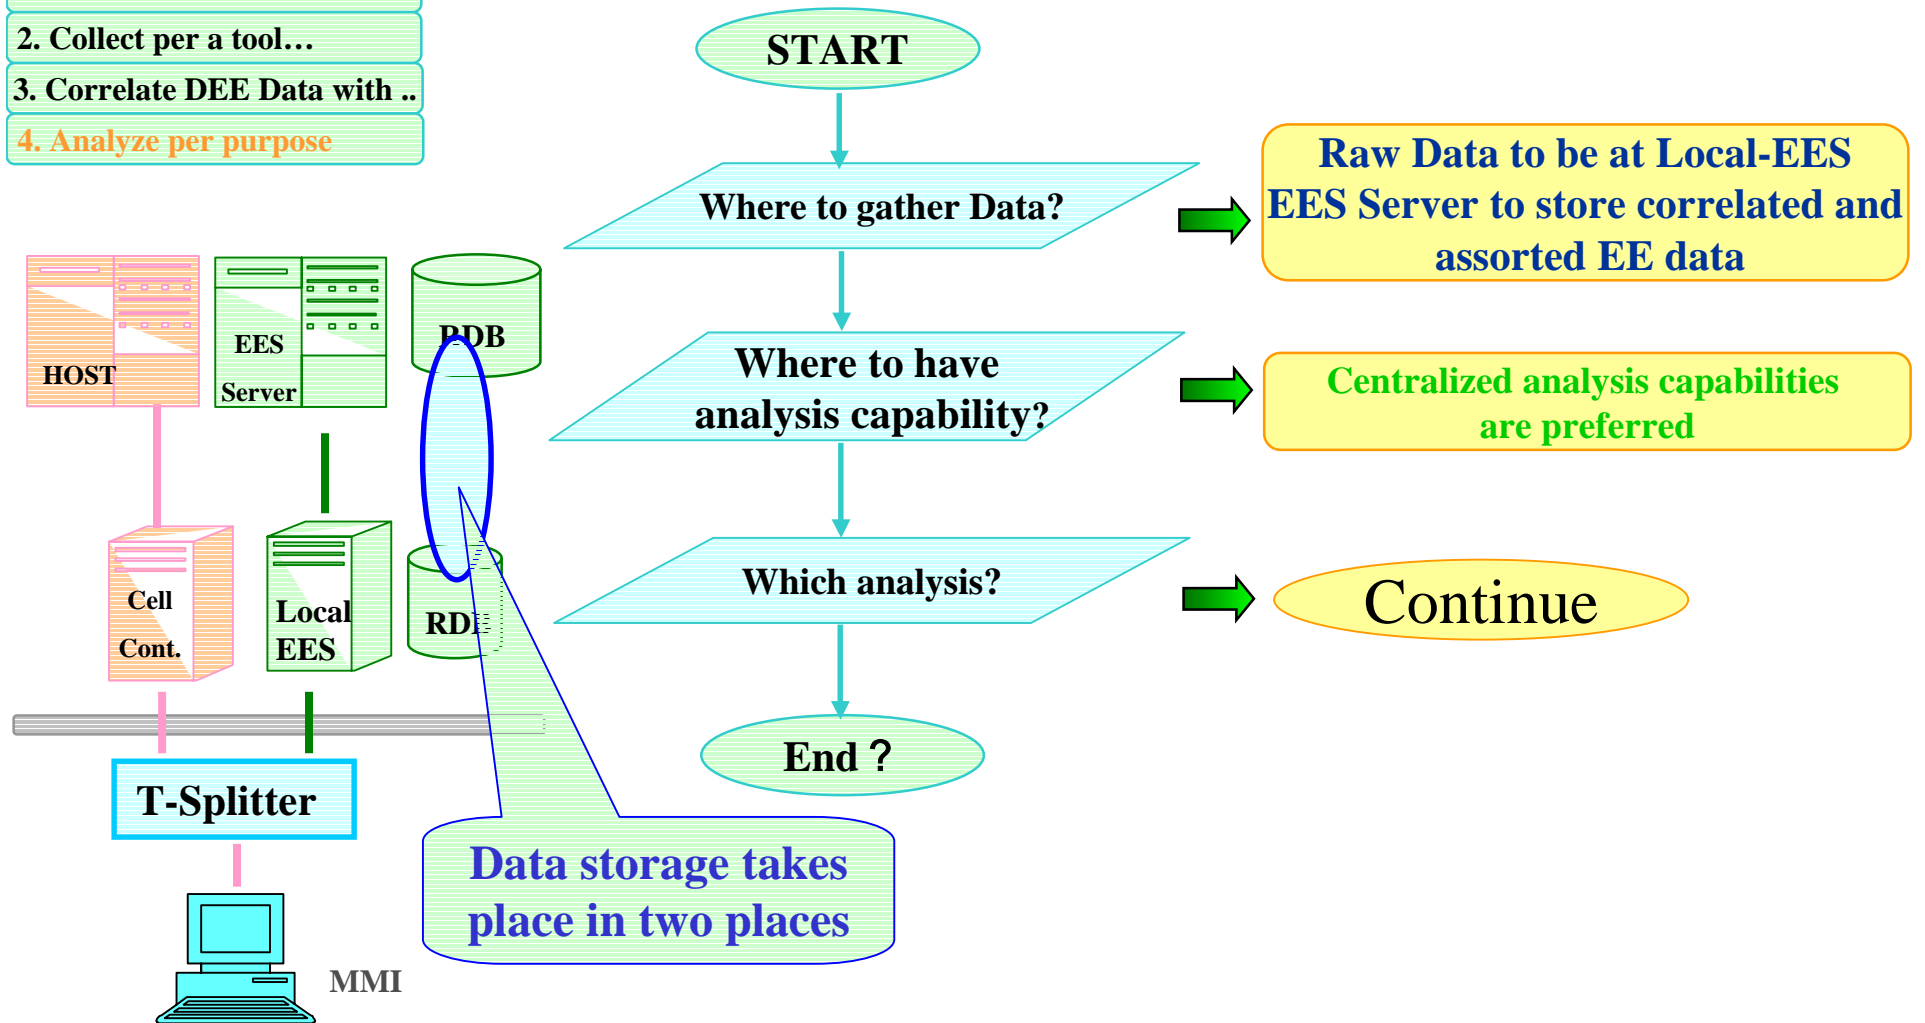 2. Collect per a tool…
3. Correlate DEE Data with ..
4. Analyze per purpose
START
Where to gather Data?
Raw Data to be at Local-EES
EES Server to store correlated and
assorted EE data
Where to have
analysis capability?
Centralized analysis capabilities
are preferred
Which analysis?
Continue
End？
HOST
EES
Server
RDB
Cell
Cont.
Local
EES
RDB
T-Splitter
MMI
Data storage takes
place in two places